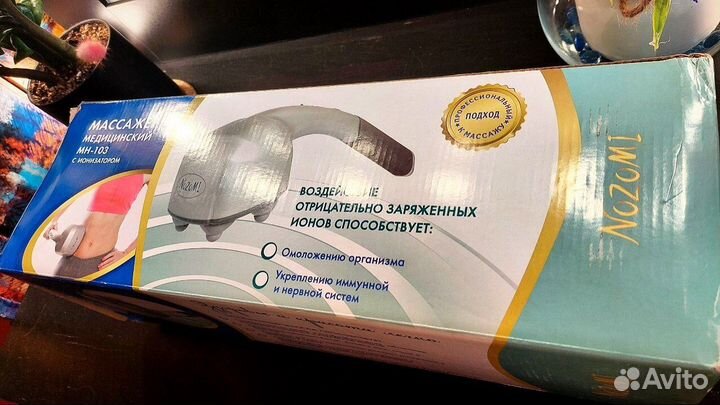 МАССАЖЕ
МЕДИЦИНСКИЙ
МН-103
С ИОНИЗАТОРОМ
NOZOMI
ПРОФЕССИОНАЛЬНЫЙ
ПОДХОД
К МАССАЖУ
ВОЗДЕЙСТВИЕ
ОТРИЦАТЕЛЬНО ЗАРЯЖЕННЫХ
ИОНОВ СПОСОБСТВУЕТ:
Омоложению организма
Укреплению иммунной
и нервной систем
NOZOMI
Avito